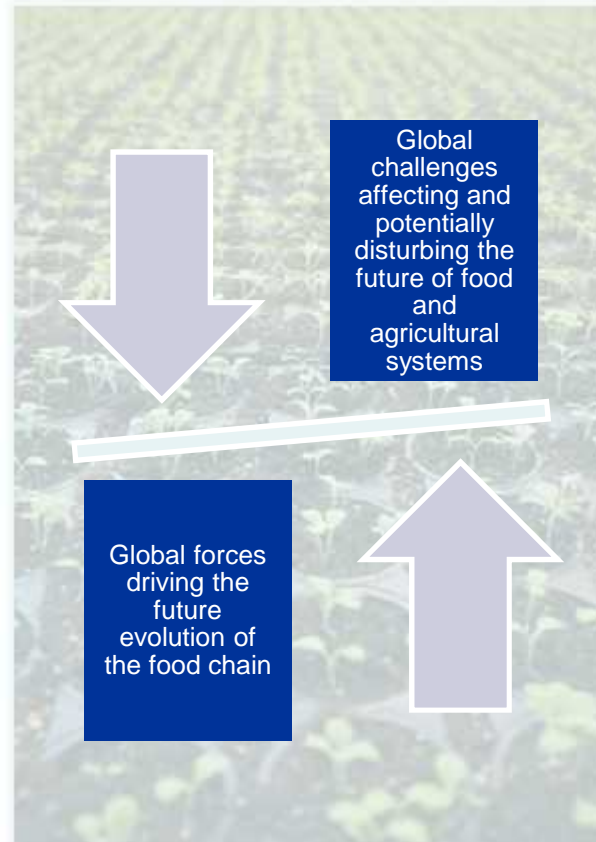 Global
challenges
affecting and
potentially
disturbing the
future of food
and
agricultural
systems
Global forces
driving the
future
evolution of
the food chain